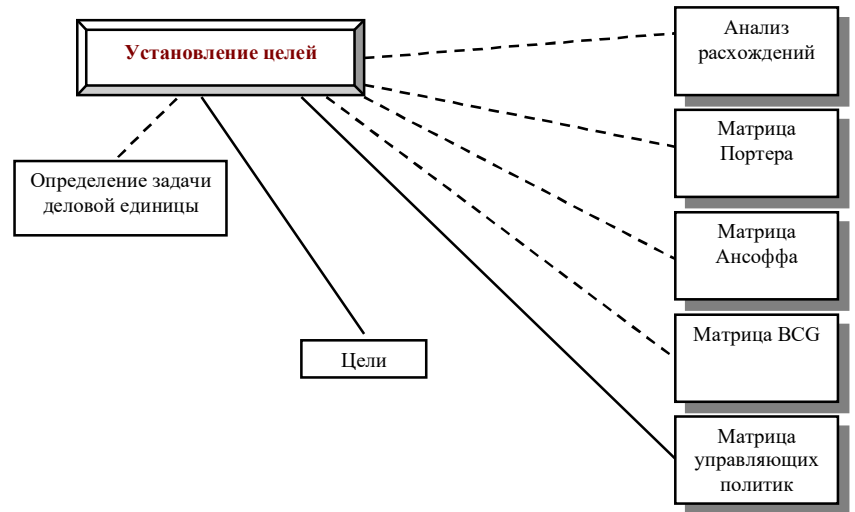 Установление целей
Анализ
расхождений
Матрица
Портера
Определение задачи
деловой единицы
Матрица
Ансоффа
Матрица BCG
Цели
Матрица
управляющих
политик